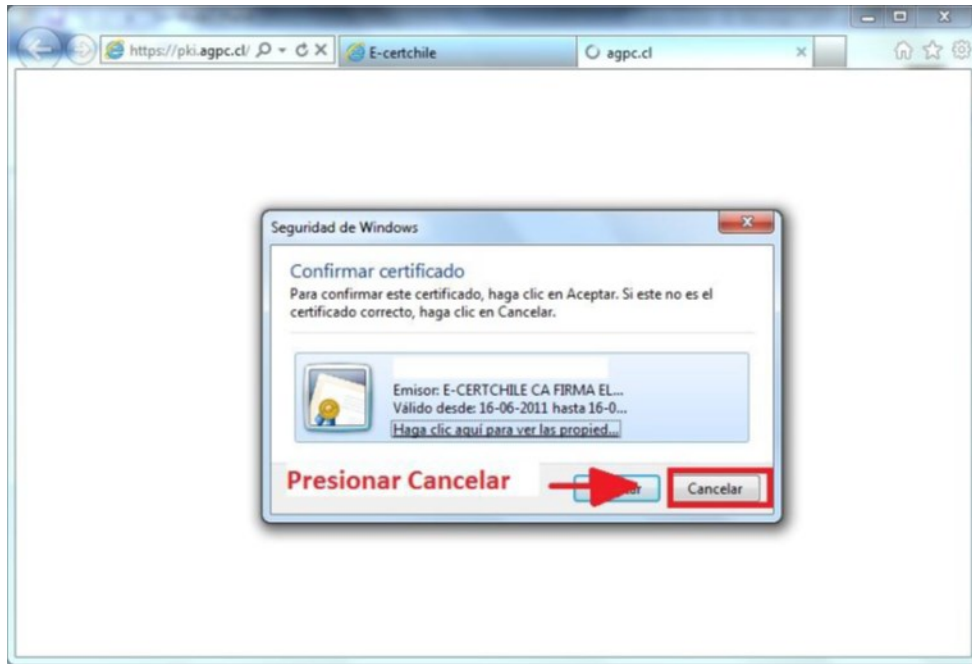 https://pki.agpc.cl/
E-certchile
agpc.cl
Seguridad de Windows
Confirmar certificado
Para confirmar este certificado, haga clic en Aceptar. Si este no es el
certificado correcto, haga clic en Cancelar.
Emisor: E-CERTCHILE CA FIRMA EL...
Válido desde: 16-06-2011 hasta 16-0...
Haga clic aquí para ver las propied...
Presionar Cancelar
Cancelar